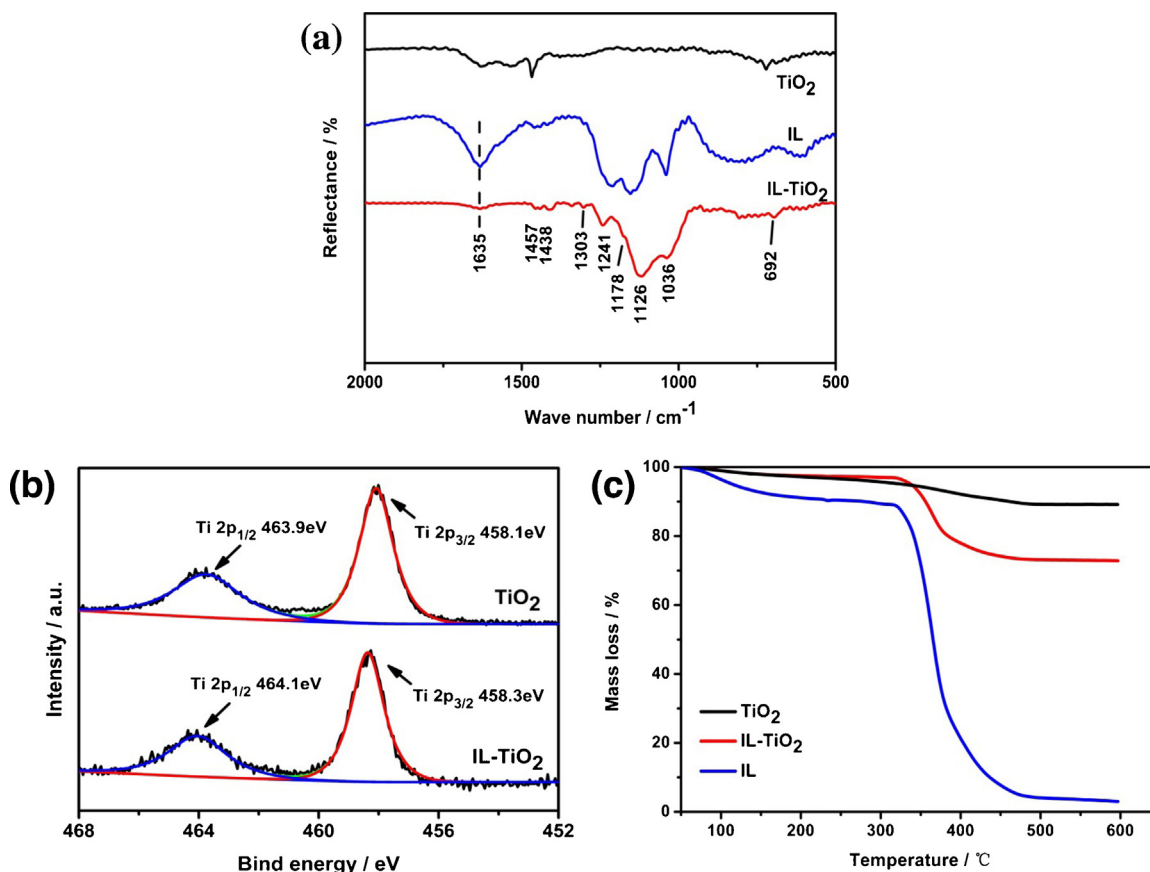 (a)
TiO2
IL
IL-TiO2
Reflectance / %
1635
1457
1438
1303
1241
1178
1126
1036
692
2000 1500 1000 500
Wave number / cm-1
(b)
Ti 2p1/2 463.9eV
Ti 2p3/2 458.1eV
TiO2
Ti 2p1/2 464.1eV
Ti 2p3/2 458.3eV
IL-TiO2
Intensity / a.u.
468 464 460 456 452
Bind energy / eV
(c)
100
80
60
40
20
0
Mass loss / %
TiO2
IL-TiO2
IL
100 200 300 400 500 600
Temperature / ℃